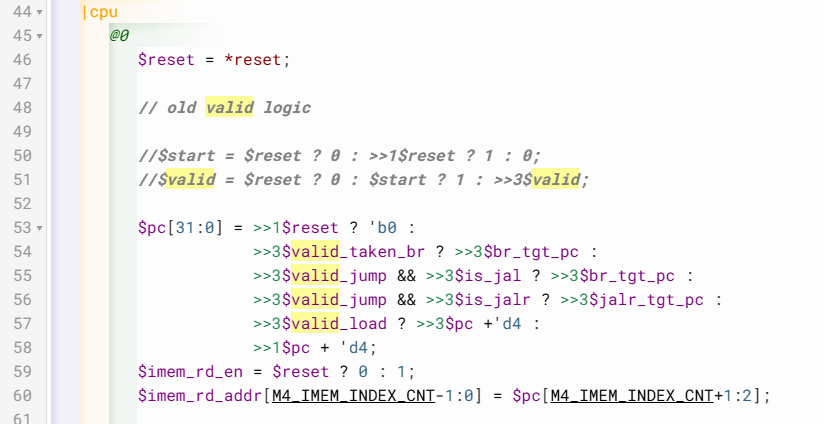 44 |cpu
45 @0
46 $reset = *reset;
47
48 // old valid logic
49
50 //$start = $reset ? 0 : >>1$reset ? 1 : 0;
51 //$valid = $reset ? 0 : $start ? 1 : >>3$valid;
52
53 $pc[31:0] = >>1$reset ? 'b0 :
54 >>3$valid_taken_br ? >>3$br_tgt_pc :
55 >>3$valid_jump && >>3$is_jal ? >>3$br_tgt_pc :
56 >>3$valid_jump && >>3$is_jalr ? >>3$jalr_tgt_pc :
57 >>3$valid_load ? >>3$pc +'d4 :
58 >>1$pc + 'd4;
59 $imem_rd_en = $reset ? 0 : 1;
60 $imem_rd_addr[M4_IMEM_INDEX_CNT-1:0] = $pc[M4_IMEM_INDEX_CNT+1:2];
61